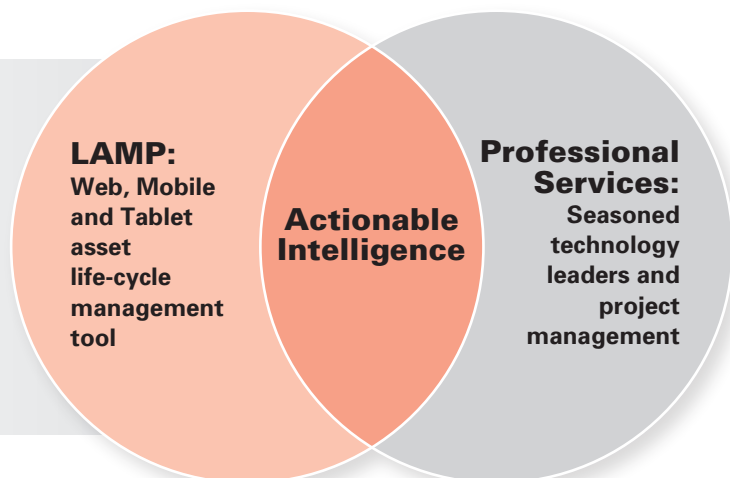 LAMP:
Web, Mobile
and Tablet
asset
life-cycle
management
tool
Actionable
Intelligence
Professional
Services:
Seasoned
technology
leaders and
project
management